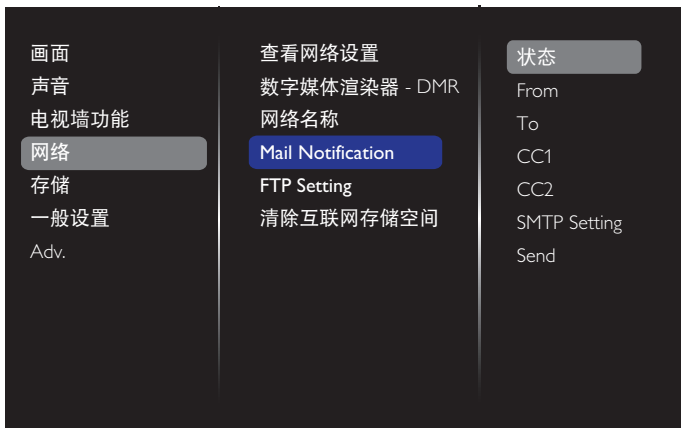 画面
声音
电视墙功能
网络
存储
一般设置
Adv.
查看网络设置
数字媒体渲染器 - DMR
网络名称
Mail Notification
FTP Setting
清除互联网存储空间
状态
From
To
CC1
CC2
SMTP Setting
Send